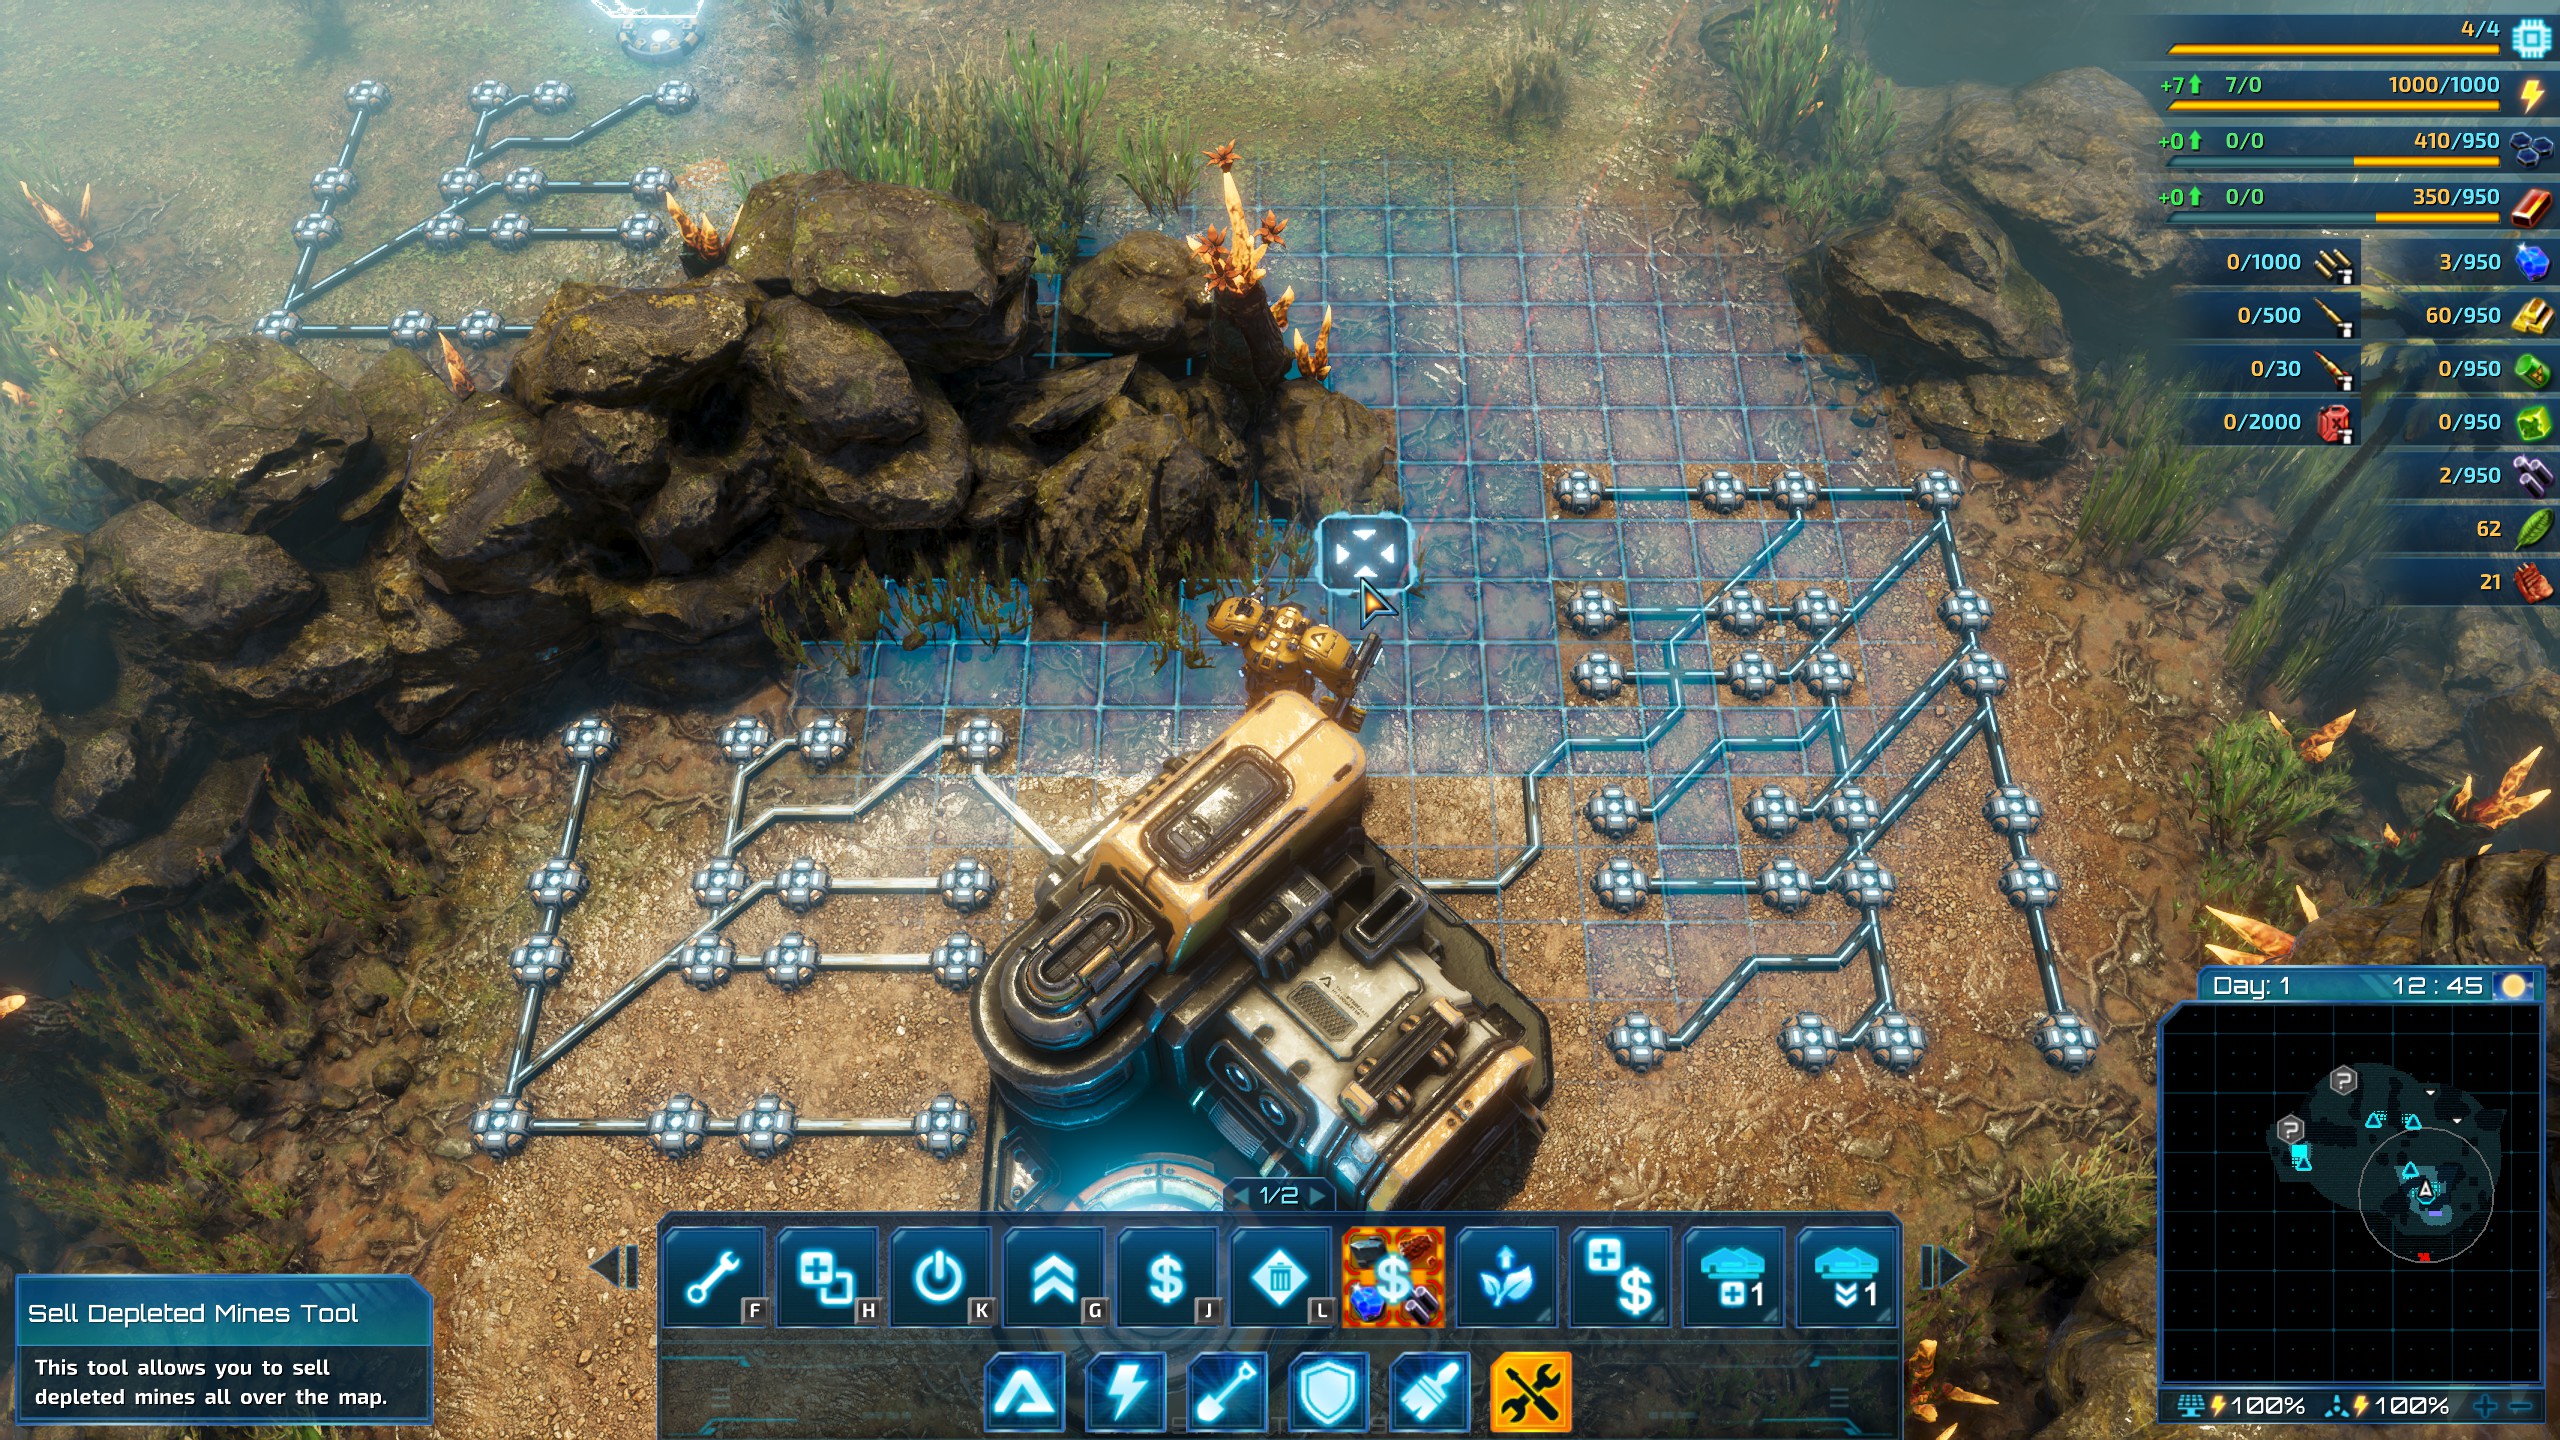 4/4
+7 7/0 1000/1000
+0 0/0 410/950
+0 0/0 350/950
0/1000 3/950
0/500 60/950
0/30 0/950
0/2000 0/950
2/950
62
21
Day: 1 12:45
?
?
1/2
F H K G J L 1 1
Sell Depleted Mines Tool
This tool allows you to sell
depleted mines all over the map.
100% 100%